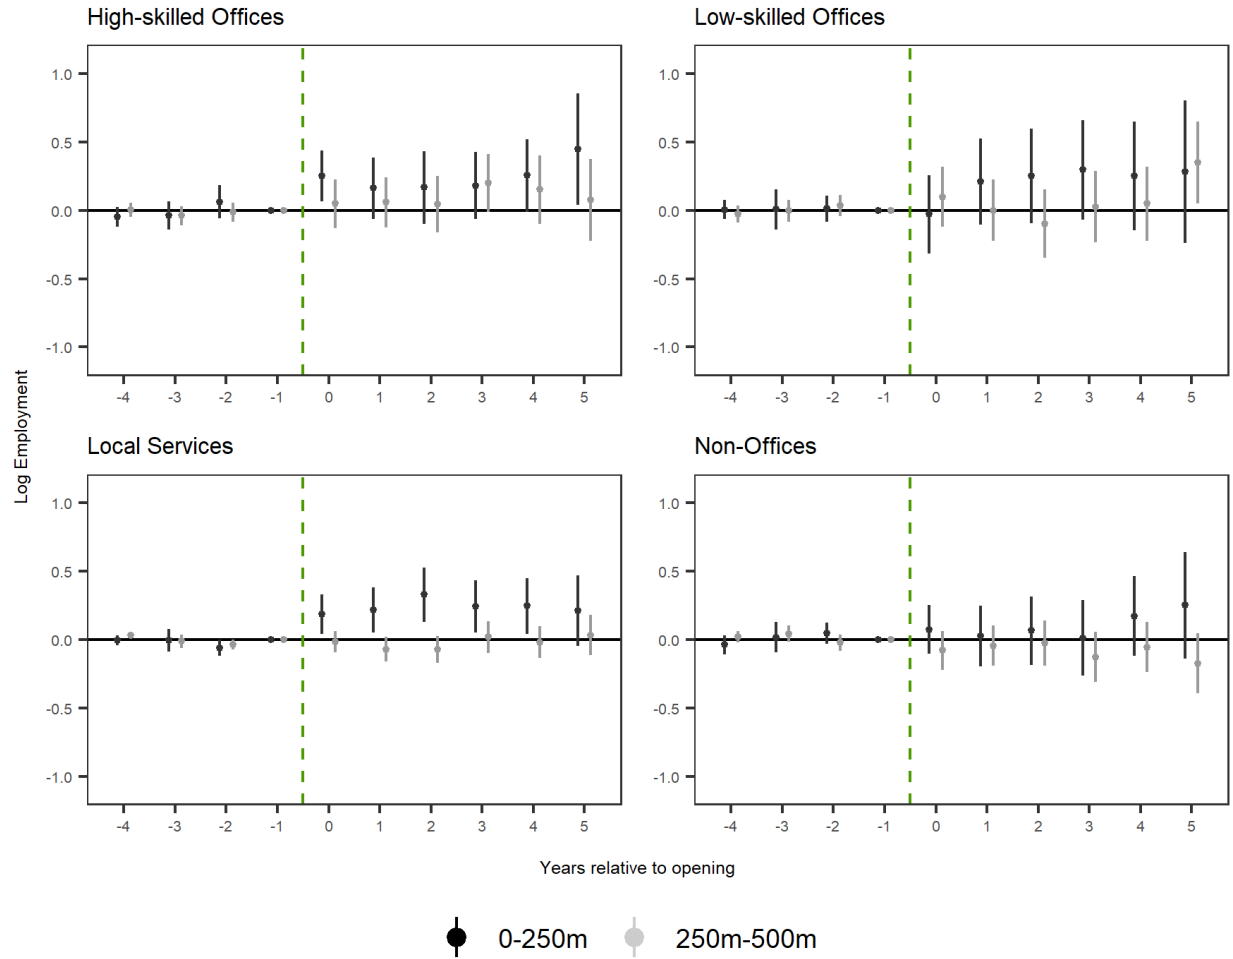 High-skilled Offices
Low-skilled Offices
1.0
0.5
0.0
-0.5
-1.0
-4 -3 -2 -1 0 1 2 3 4 5
1.0
0.5
0.0
-0.5
-1.0
-4 -3 -2 -1 0 1 2 3 4 5
Log Employment
Local Services
Non-Offices
1.0
0.5
0.0
-0.5
-1.0
-4 -3 -2 -1 0 1 2 3 4 5
1.0
0.5
0.0
-0.5
-1.0
-4 -3 -2 -1 0 1 2 3 4 5
Years relative to opening
0-250m 250m-500m